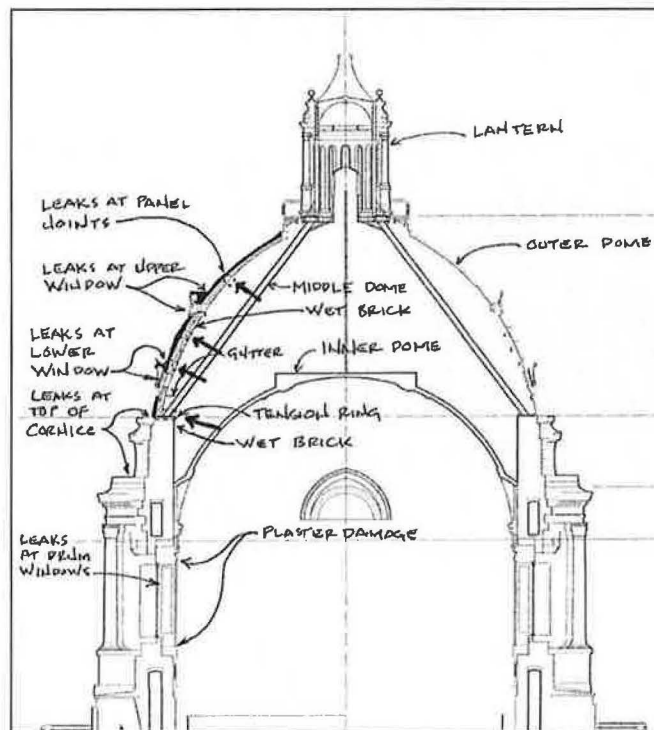 LANTERN
LEAKS AT PANEL
JOINTS
OUTER DOME
LEAKS AT UPPER
WINDOW
MIDDLE DOME
WET BRICK
LEAKS AT
LOWER
WINDOW
GUTTER
INNER DOME
LEAKS AT
TOP OF
CORNICE
TENSION RING
WET BRICK
LEAKS
AT DRUM
WINDOWS
PLASTER DAMAGE